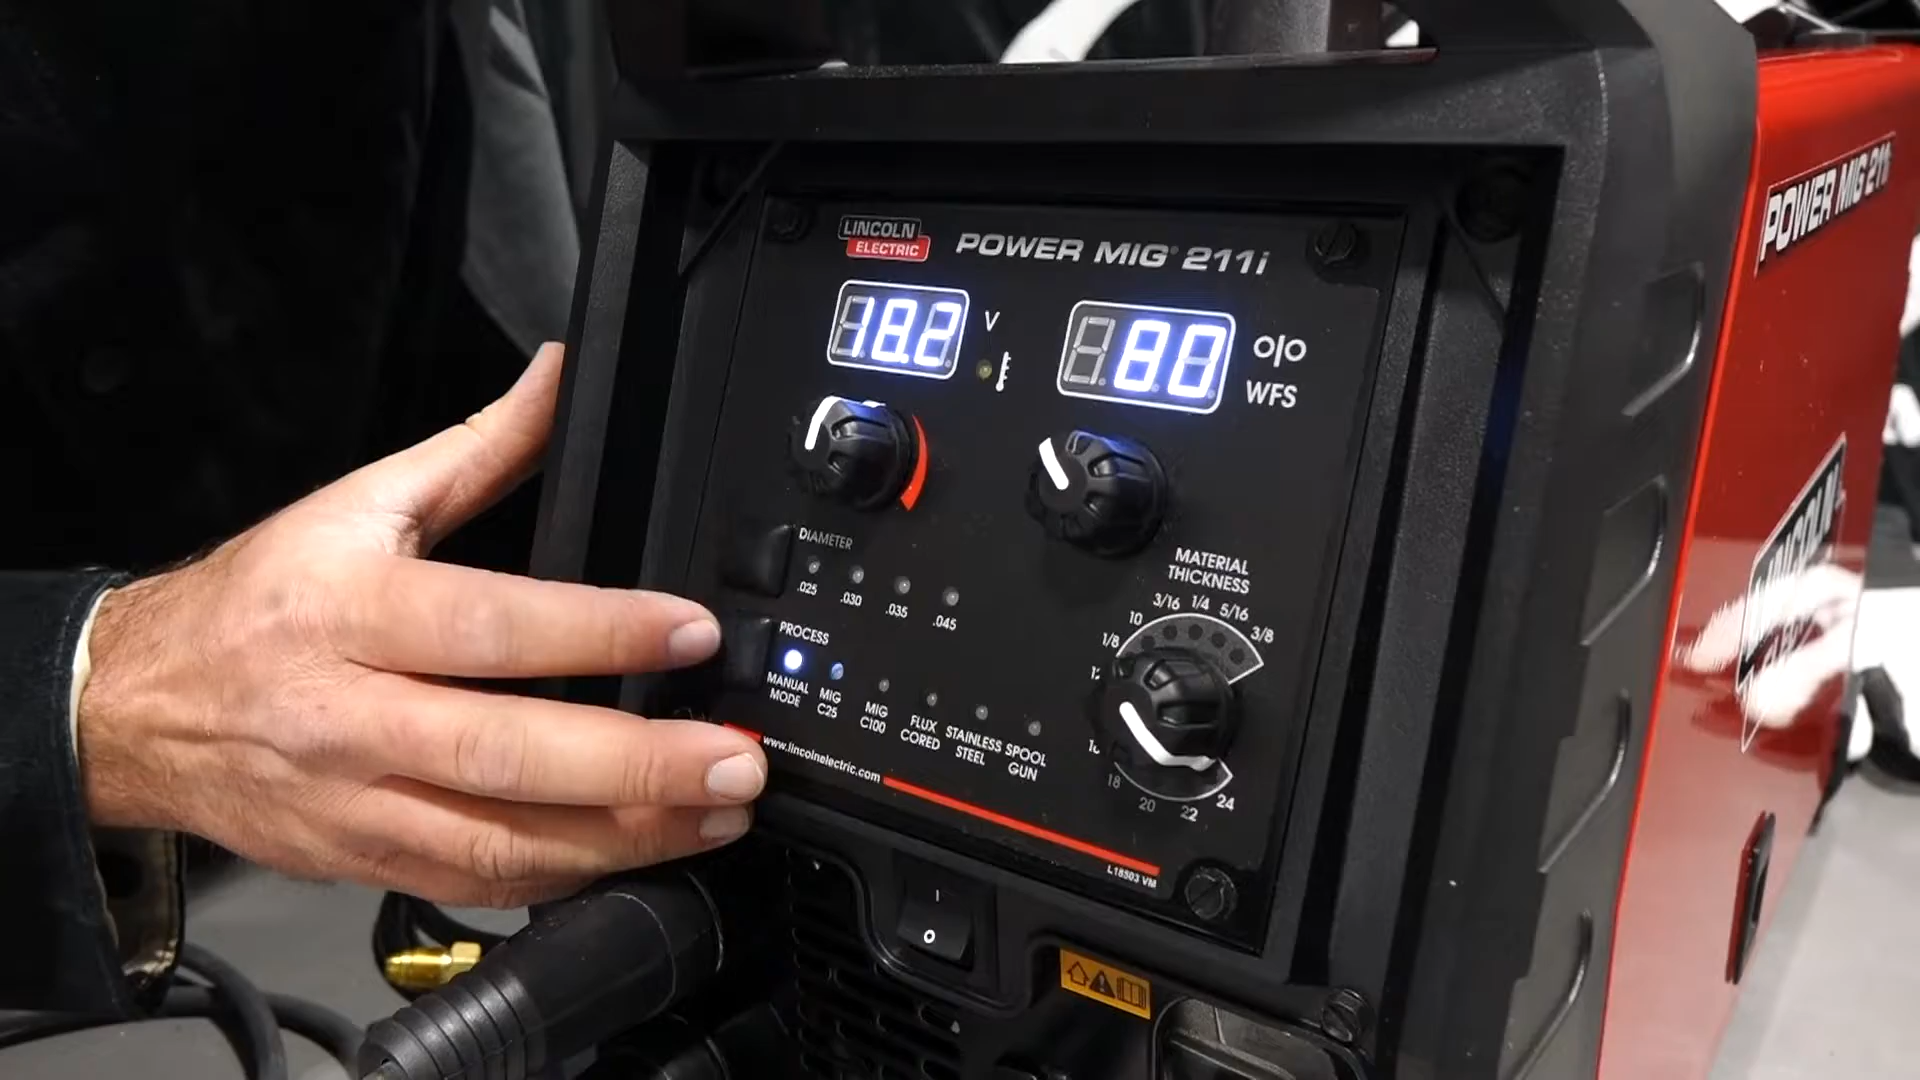 LINCOLN
ELECTRIC
POWER MIG® 211i
POWER MIG 211i
18.2
V
80
WFS
DIAMETER
.025
.030
.035
.045
MATERIAL
THICKNESS
3/16
1/4
5/16
3/8
10
1/8
18
20
22
24
PROCESS
MANUAL
MODE
MIG
C25
MIG
C100
FLUX
CORED
STAINLESS
STEEL
SPOOL
GUN
www.lincolnelectric.com
L18503 VM
I
O
LINCOLN